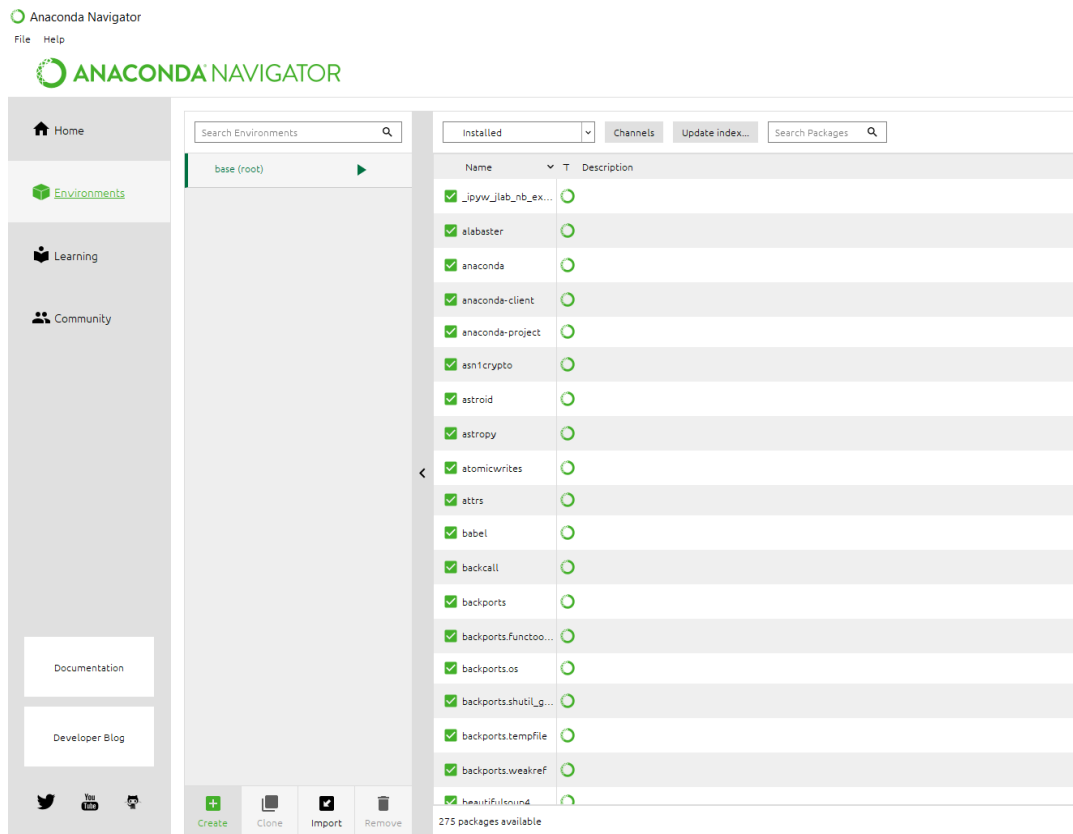 Anaconda Navigator
File Help
ANACONDA NAVIGATOR
Home
Environments
Learning
Community
Documentation
Developer Blog
You
Tube
Search Environments
base (root)
Create Clone Import Remove
Installed Channels Update index... Search Packages
Name T Description
_ipyw_jlab_nb_ex...
alabaster
anaconda
anaconda-client
anaconda-project
asn1crypto
astroid
astropy
atomicwrites
attrs
babel
backcall
backports
backports.functoo...
backports.os
backports.shutil_g...
backports.tempfile
backports.weakref
beautifulsoup4
275 packages available